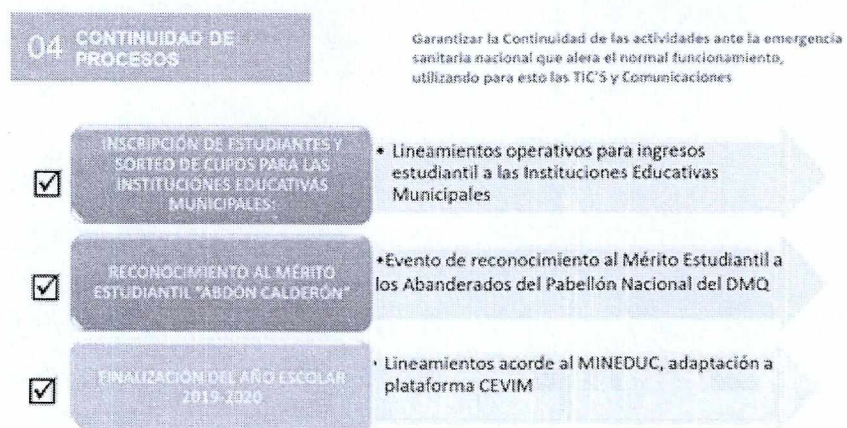 04 CONTINUIDAD DE
PROCESOS
Garantizar la Continuidad de las actividades ante la emergencia
sanitaria nacional que alera el normal funcionamiento,
utilizando para esto las TIC'S y Comunicaciones
INSCRIPCIÓN DE ESTUDIANTES Y
SORTEO DE CUPOS PARA LAS
INSTITUCIONES EDUCATIVAS
MUNICIPALES:
• Lineamientos operativos para ingresos
estudiantil a las Instituciones Educativas
Municipales
RECONOCIMIENTO AL MÉRITO
ESTUDIANTIL "ABDÓN CALDERÓN"
•Evento de reconocimiento al Mérito Estudiantil a
los Abanderados del Pabellón Nacional del DMQ
FINALIZACIÓN DEL AÑO ESCOLAR
2019-2020
• Lineamientos acorde al MINEDUC, adaptación a
plataforma CEVIM